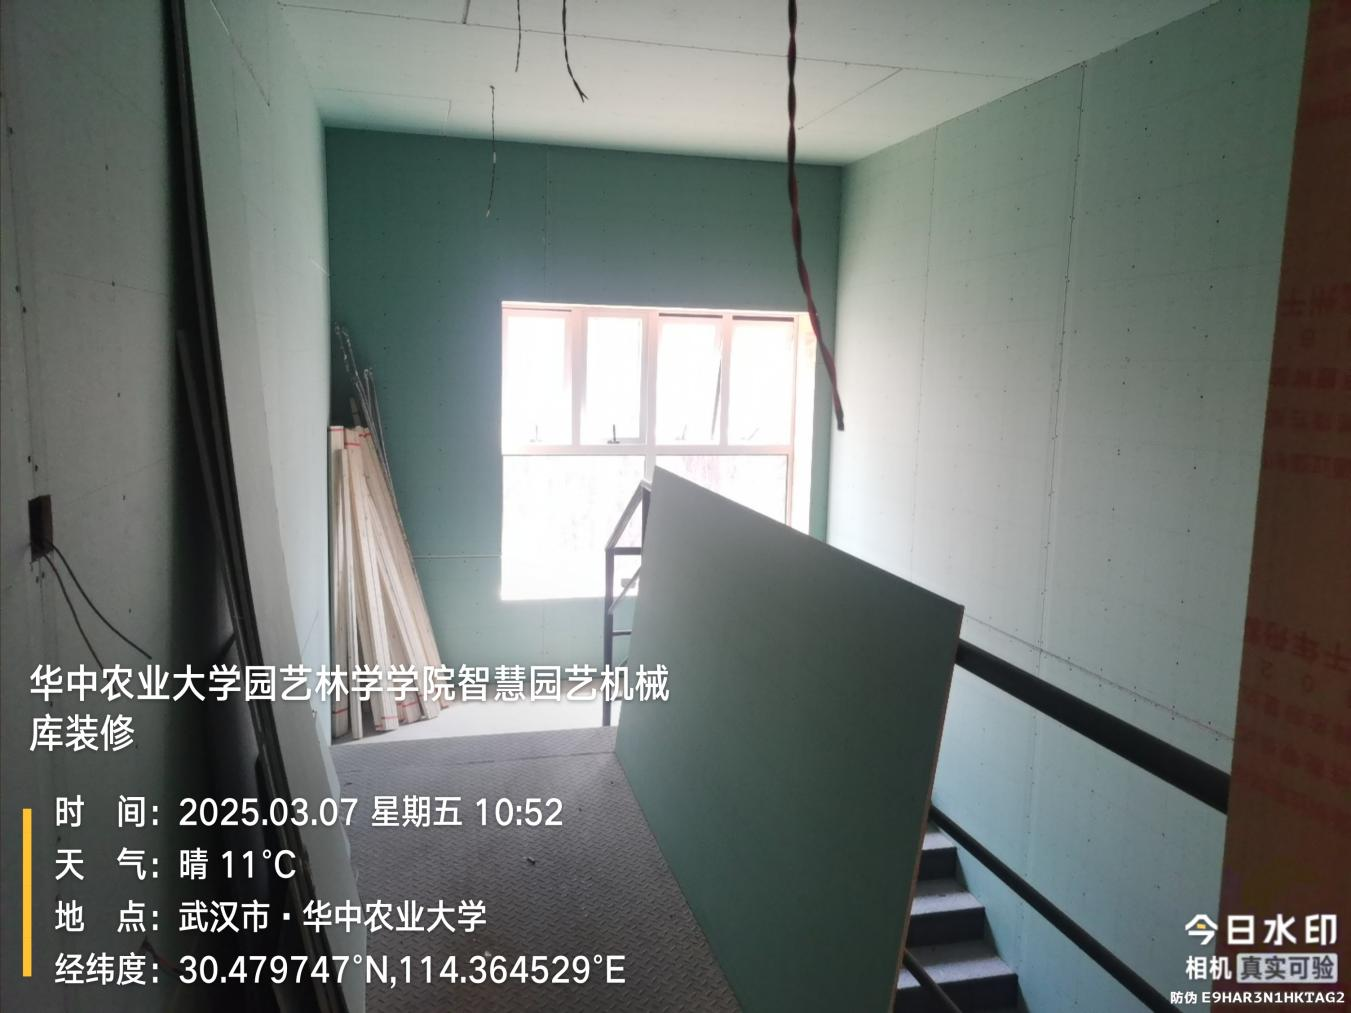 华中农业大学园艺林学学院智慧园艺机械
库装修
时 间：2025.03.07 星期五 10:52
天 气：晴 11°C
地 点：武汉市·华中农业大学
经纬度：30.479747°N,114.364529°E
今日水印
相机 真实可验
防伪 E9HAR3N1HKTAG2